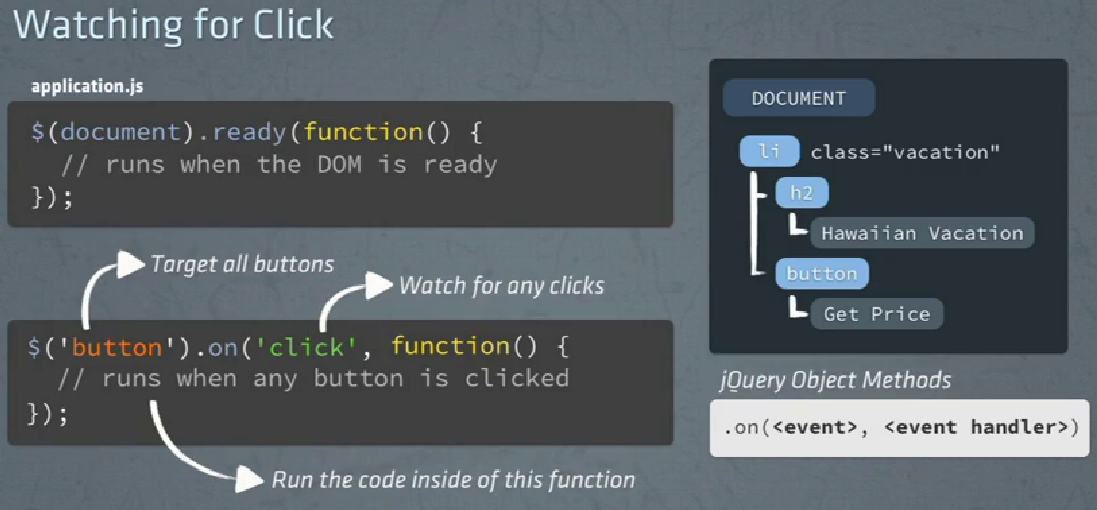 Watching for Click
application.js
$(document).ready(function() {
  // runs when the DOM is ready
});
Target all buttons
Watch for any clicks
$('button').on('click', function() {
  // runs when any button is clicked
});
Run the code inside of this function
DOCUMENT
li class="vacation"
h2
Hawaiian Vacation
button
Get Price
jQuery Object Methods
.on(<event>, <event handler>)